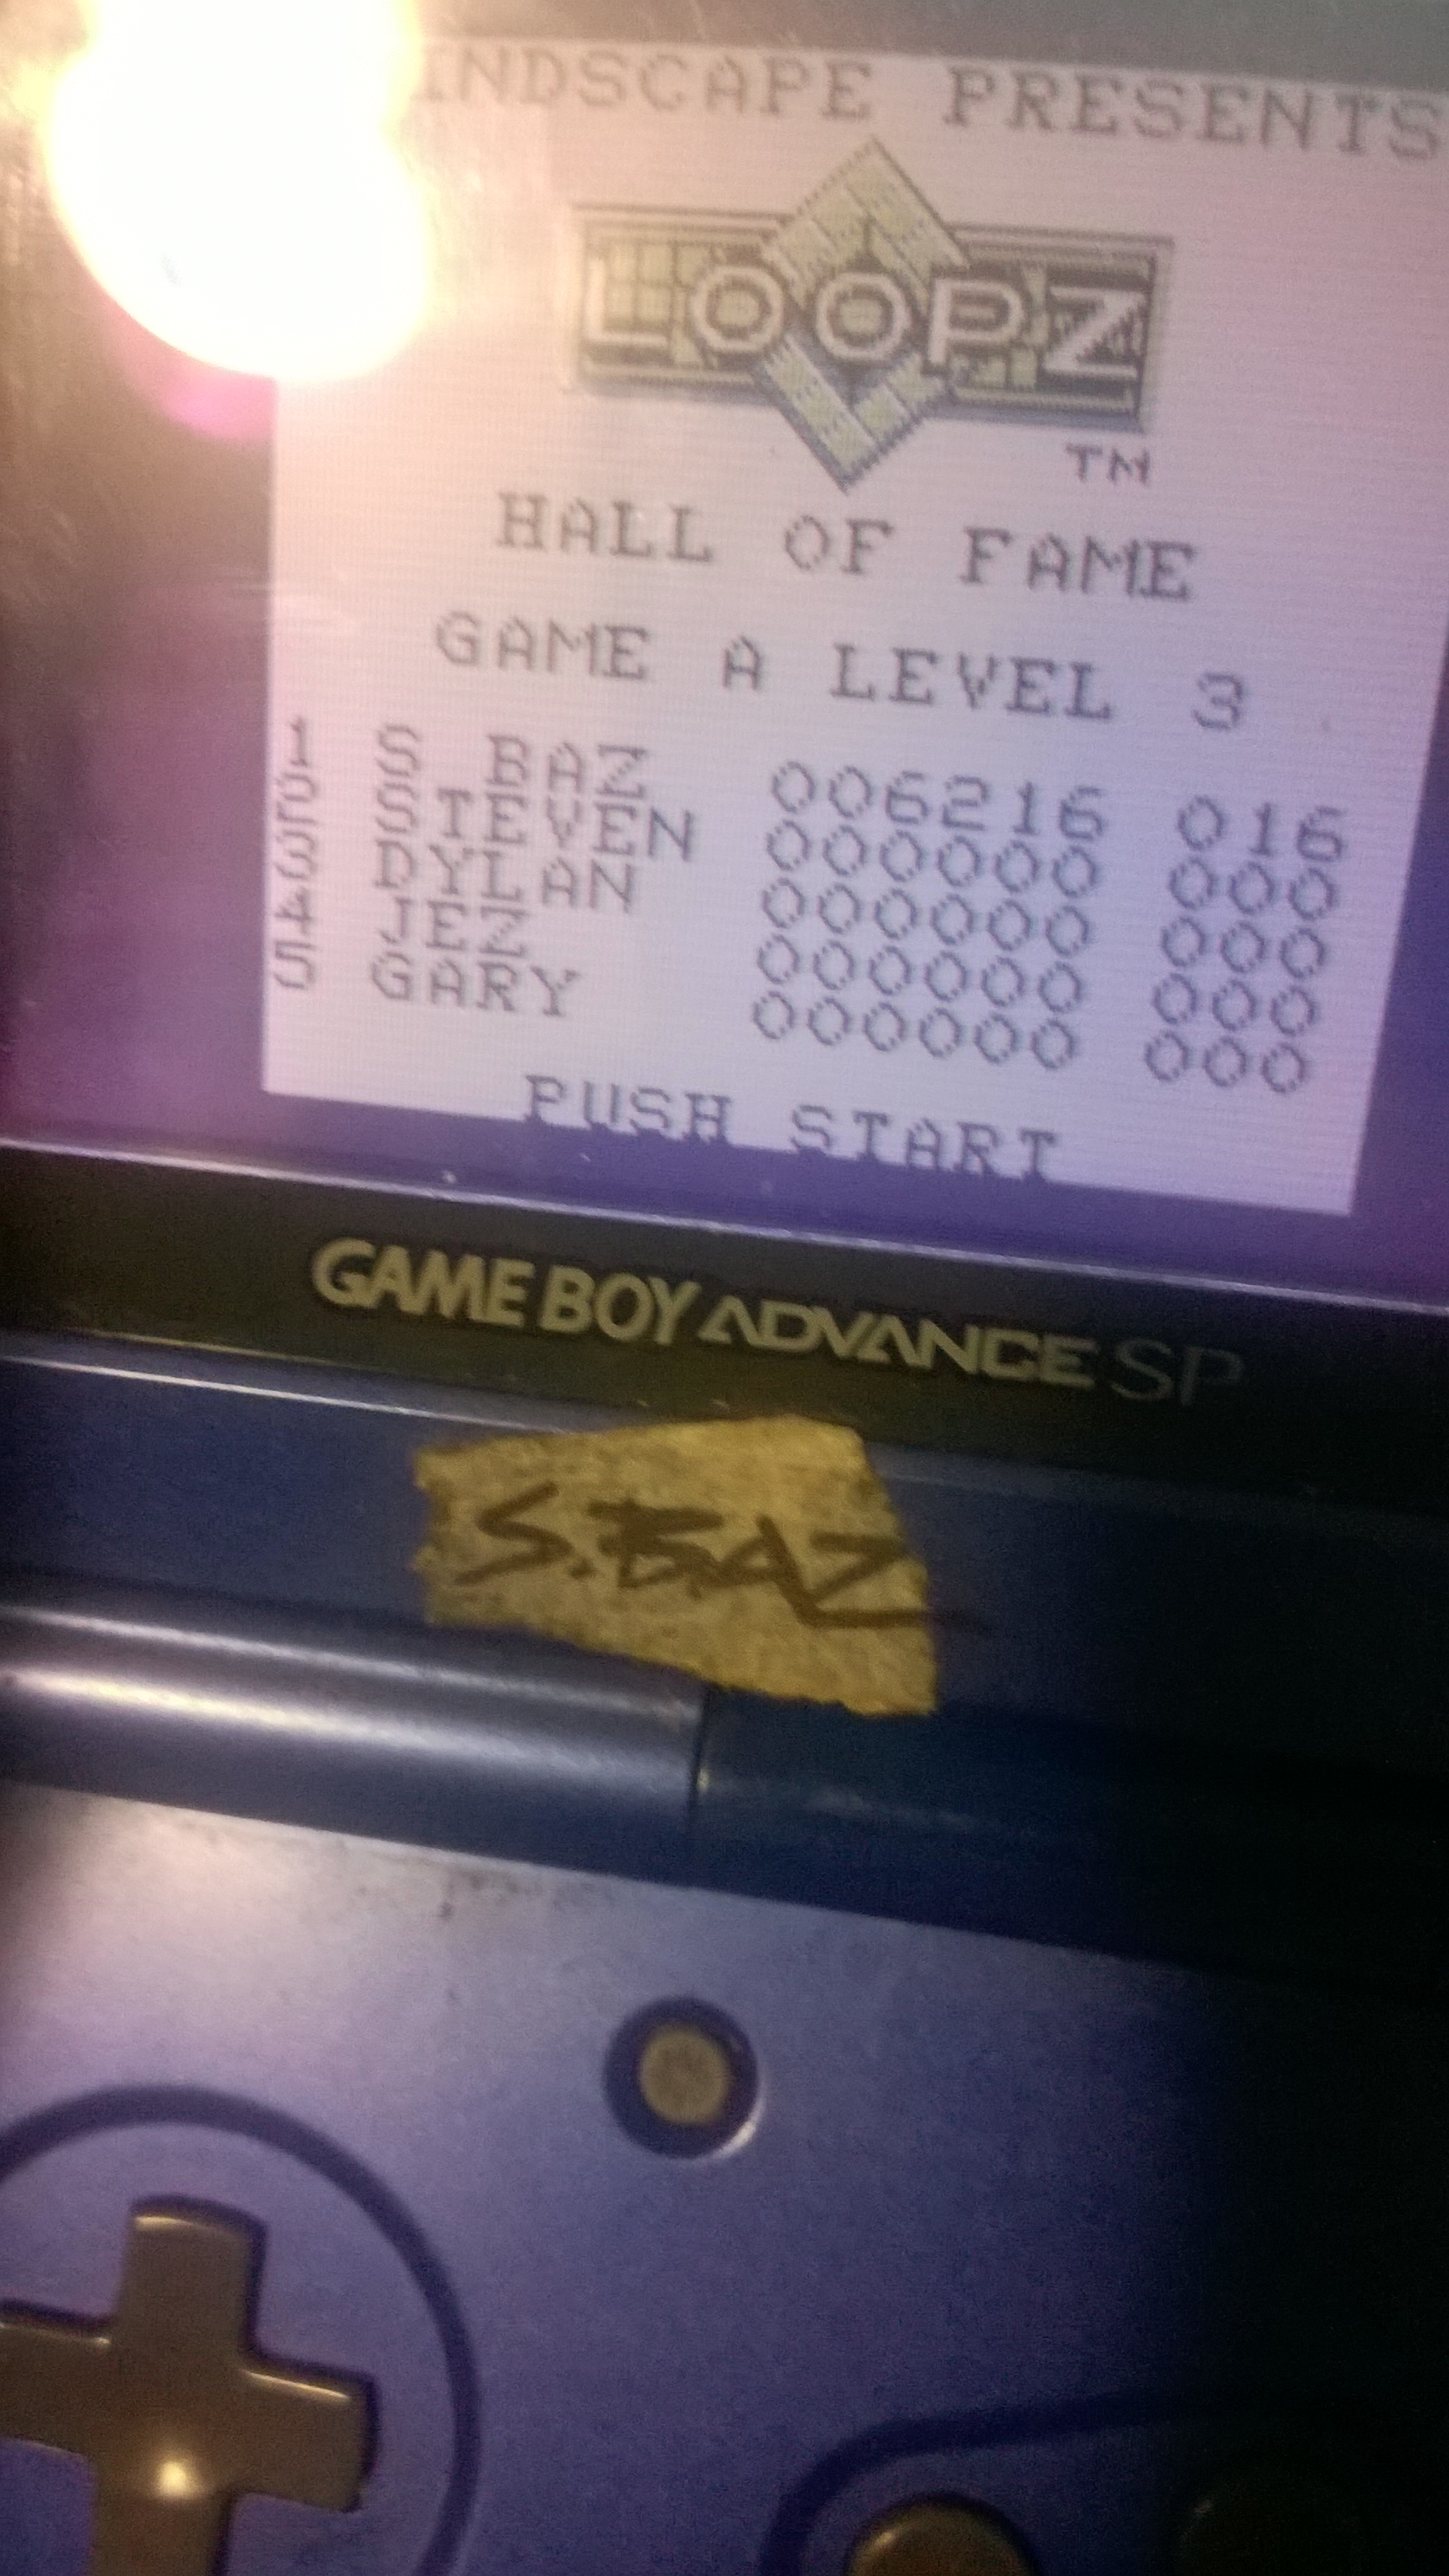 INDSCAPE PRESENTS
LOOPZ
TM
HALL OF FAME
GAME A LEVEL 3
1 S BAZ 006216 016
2 STEVEN 000000 000
3 DYLAN 000000 000
4 JEZ 000000 000
5 GARY 000000 000
PUSH START
GAME BOY ADVANCE SP
S.BAZ